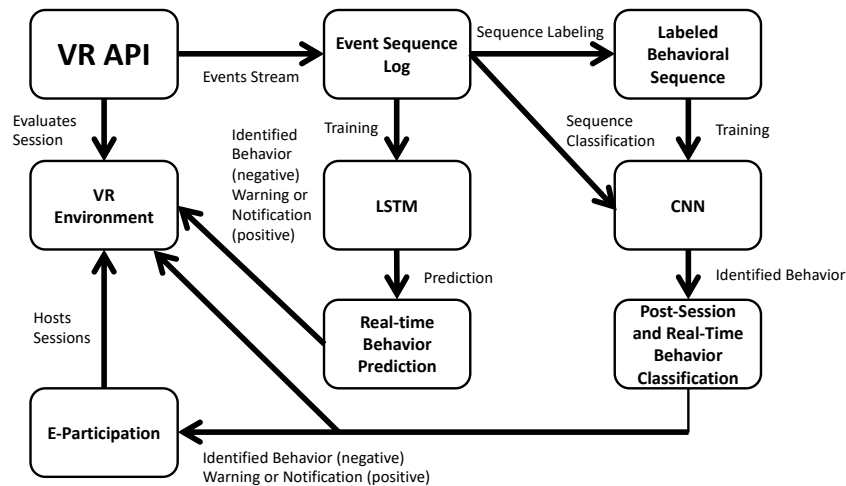 VR API
Events Stream
Event Sequence
Log
Sequence Labeling
Labeled
Behavioral
Sequence
Evaluates
Session
Identified
Behavior
(negative)
Warning or
Notification
(positive)
Training
Sequence
Classification
Training
VR
Environment
LSTM
CNN
Prediction
Identified Behavior
Hosts
Sessions
Real-time
Behavior
Prediction
Post-Session
and Real-Time
Behavior
Classification
E-Participation
Identified Behavior (negative)
Warning or Notification (positive)